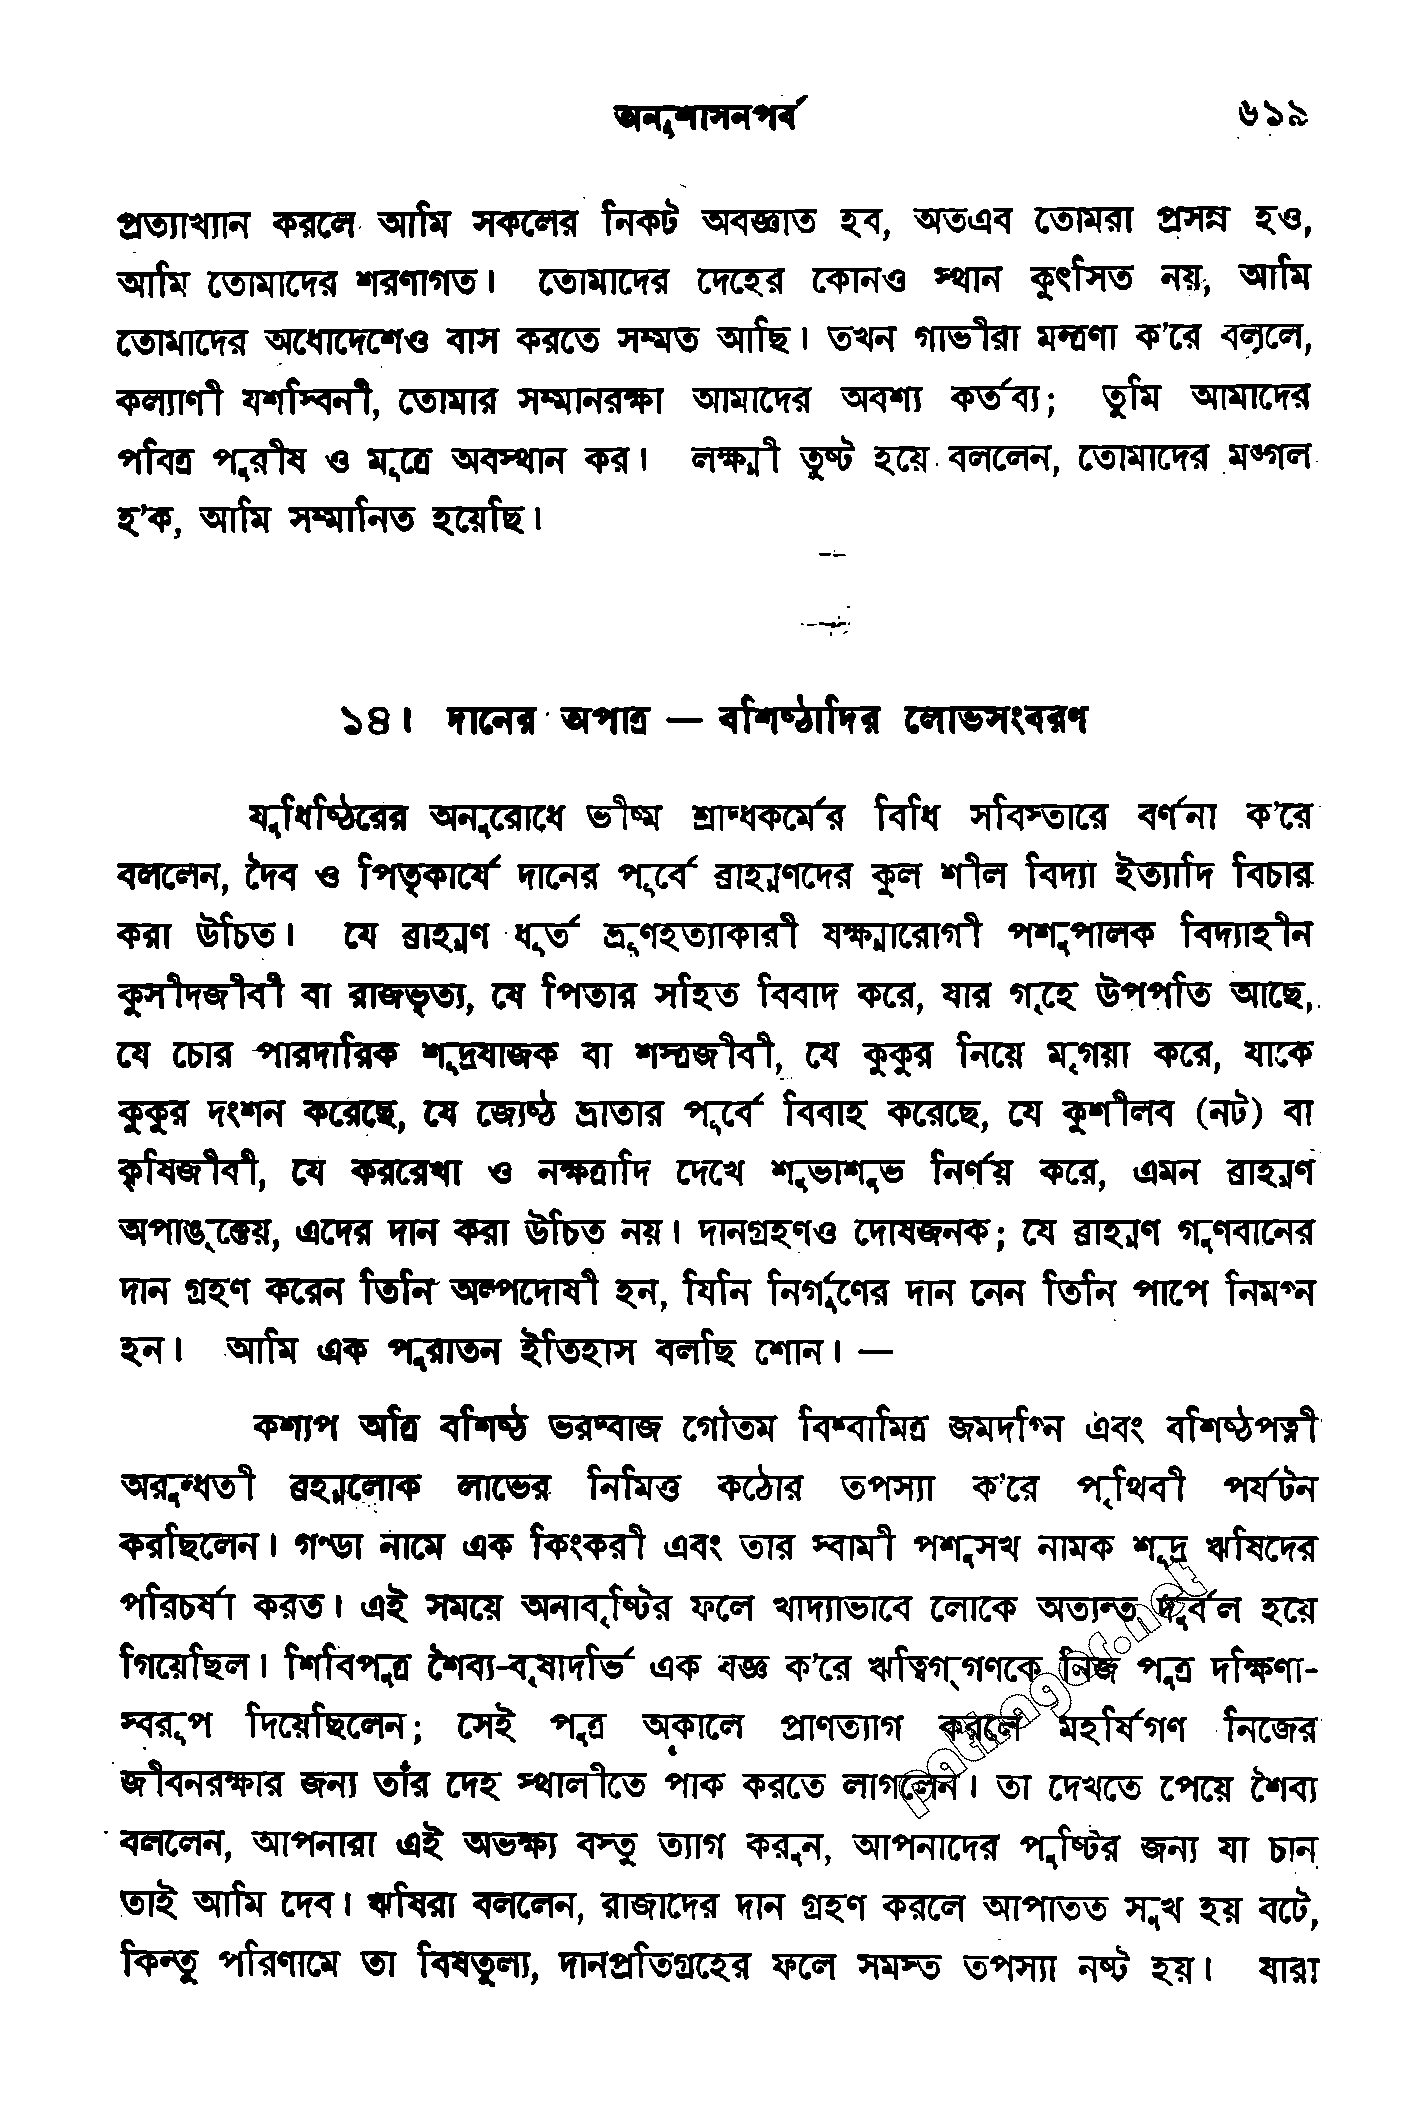 অনুশাসনপর্ব ৬১৯
প্রত্যাখ্যান করলে আমি সকলের নিকট অবজ্ঞাত হব, অতএব তোমরা প্রসন্ন হও,
আমি তোমাদের শরণাগত। তোমাদের দেহের কোনও স্থান কুৎসিত নয়, আমি
তোমাদের অধোদেশেও বাস করতে সম্মত আছি। তখন গাভীরা মন্ত্রণা ক'রে বললে,
কল্যাণী যশস্বিনী, তোমার সম্মানরক্ষা আমাদের অবশ্য কর্তব্য; তুমি আমাদের
পবিত্র পুরীষ ও মূত্রে অবস্থান কর। লক্ষ্মী তুষ্ট হয়ে বললেন, তোমাদের মঙ্গল
হ'ক, আমি সম্মানিত হয়েছি।
১৪। দানের অপাত্র — বশিষ্ঠাদির লোভসংবরণ
যুধিষ্ঠিরের অনুরোধে ভীষ্ম শ্রাদ্ধকর্মের বিধি সবিস্তারে বর্ণনা ক'রে
বললেন, দৈব ও পিতৃকার্যে দানের পূর্বে ব্রাহ্মণদের কুল শীল বিদ্যা ইত্যাদি বিচার
করা উচিত। যে ব্রাহ্মণ ধূর্ত ভ্রূণহত্যাকারী যক্ষ্মারোগী পশুপালক বিদ্যাহীন
কুসীদজীবী বা রাজভৃত্য, যে পিতার সহিত বিবাদ করে, যার গৃহে উপপতি আছে,
যে চোর পারদারিক শূদ্রযাজক বা শস্ত্রজীবী, যে কুকুর নিয়ে মৃগয়া করে, যাকে
কুকুর দংশন করেছে, যে জ্যেষ্ঠ ভ্রাতার পূর্বে বিবাহ করেছে, যে কুশীলব (নট) বা
কৃষিজীবী, যে কররেখা ও নক্ষত্রাদি দেখে শুভাশুভ নির্ণয় করে, এমন ব্রাহ্মণ
অপাঙ্‌ক্তেয়, এদের দান করা উচিত নয়। দানগ্রহণও দোষজনক; যে ব্রাহ্মণ গুণবানের
দান গ্রহণ করেন তিনি অল্পদোষী হন, যিনি নির্গুণের দান নেন তিনি পাপে নিমগ্ন
হন। আমি এক পুরাতন ইতিহাস বলছি শোন। —
কশ্যপ অত্রি বশিষ্ঠ ভরদ্বাজ গৌতম বিশ্বামিত্র জমদগ্নি এবং বশিষ্ঠপত্নী
অরুন্ধতী ব্রহ্মলোক লাভের নিমিত্ত কঠোর তপস্যা ক'রে পৃথিবী পর্যটন
করছিলেন। গণ্ডা নামে এক কিংকরী এবং তার স্বামী পশুসখ নামক শূদ্র ঋষিদের
পরিচর্যা করত। এই সময়ে অনাবৃষ্টির ফলে খাদ্যাভাবে লোকে অত্যন্ত দুর্বল হয়ে
গিয়েছিল। শিবিপুত্র শৈব্য-বৃষাদর্ভি এক যজ্ঞ ক'রে ঋত্বিগ্‌গণকে নিজ পুত্র দক্ষিণা-
স্বরূপ দিয়েছিলেন; সেই পুত্র অকালে প্রাণত্যাগ করলে মহর্ষিগণ নিজের
জীবনরক্ষার জন্য তাঁর দেহ স্থালীতে পাক করতে লাগলেন। তা দেখতে পেয়ে শৈব্য
বললেন, আপনারা এই অভক্ষ্য বস্তু ত্যাগ করুন, আপনাদের পুষ্টির জন্য যা চান
তাই আমি দেব। ঋষিরা বললেন, রাজাদের দান গ্রহণ করলে আপাতত সুখ হয় বটে,
কিন্তু পরিণামে তা বিষতুল্য, দানপ্রতিগ্রহের ফলে সমস্ত তপস্যা নষ্ট হয়। যারা